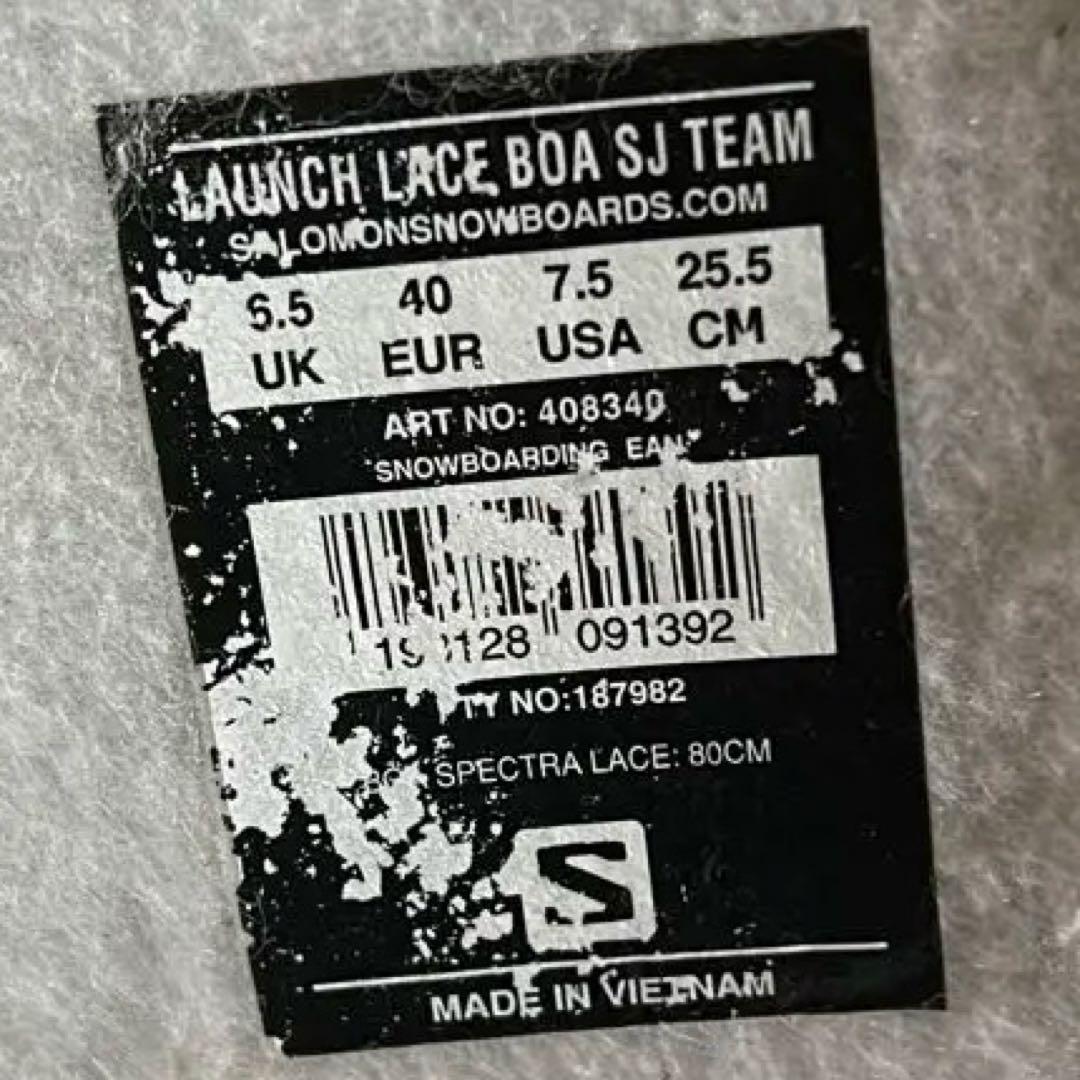 LAUNCH LACE BOA SJ TEAM
SALOMONSNOWBOARDS.COM
6.5 40 7.5 25.5
UK EUR USA CM
ART NO: 408340
SNOWBOARDING EAN
091392
NO:187982
SPECTRA LACE: 80CM
S
MADE IN VIETNAM